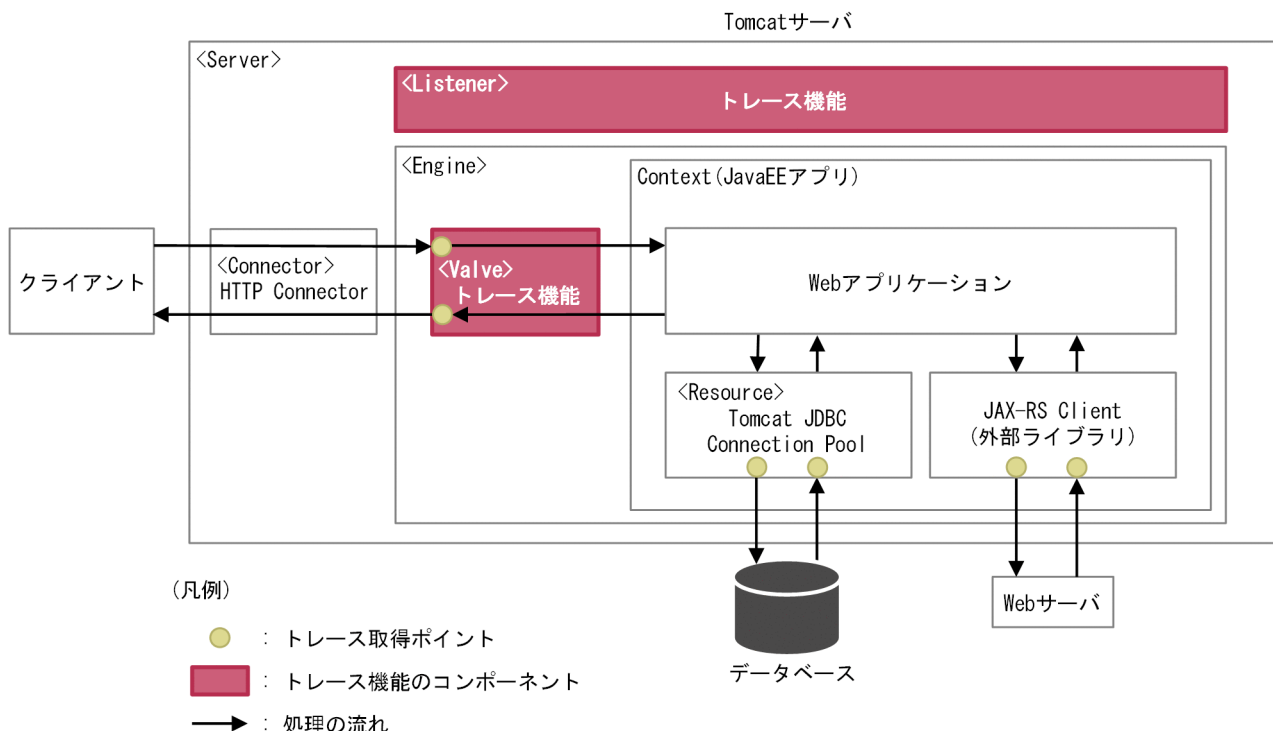 Tomcatサーバ
<Server>
<Listener>
トレース機能
<Engine>
Context(JavaEEアプリ)
クライアント
<Connector>
HTTP Connector
<Valve>
トレース機能
Webアプリケーション
<Resource>
Tomcat JDBC
Connection Pool
JAX-RS Client
(外部ライブラリ)
データベース
Webサーバ
(凡例)
: トレース取得ポイント
: トレース機能のコンポーネント
: 処理の流れ